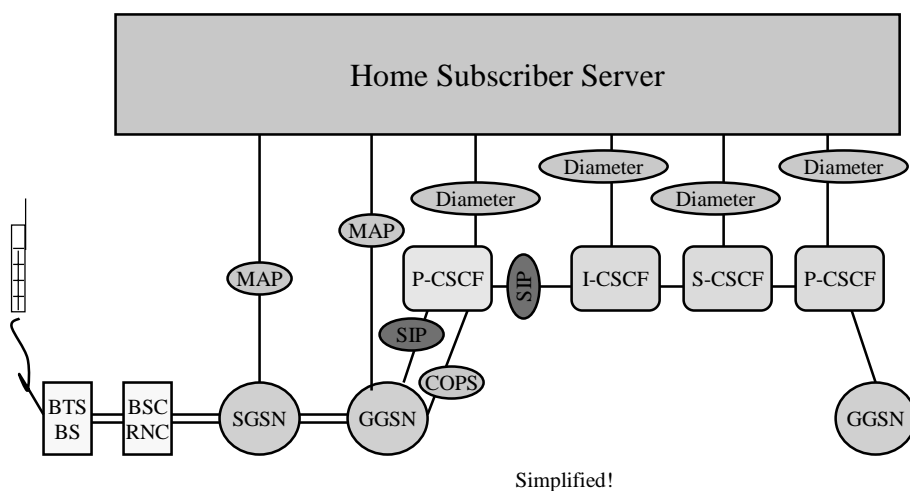 Home Subscriber Server
Diameter
Diameter
Diameter
Diameter
MAP
MAP
P-CSCF
SIP
I-CSCF
S-CSCF
P-CSCF
SIP
COPS
BTS
BS
BSC
RNC
SGSN
GGSN
GGSN
Simplified!